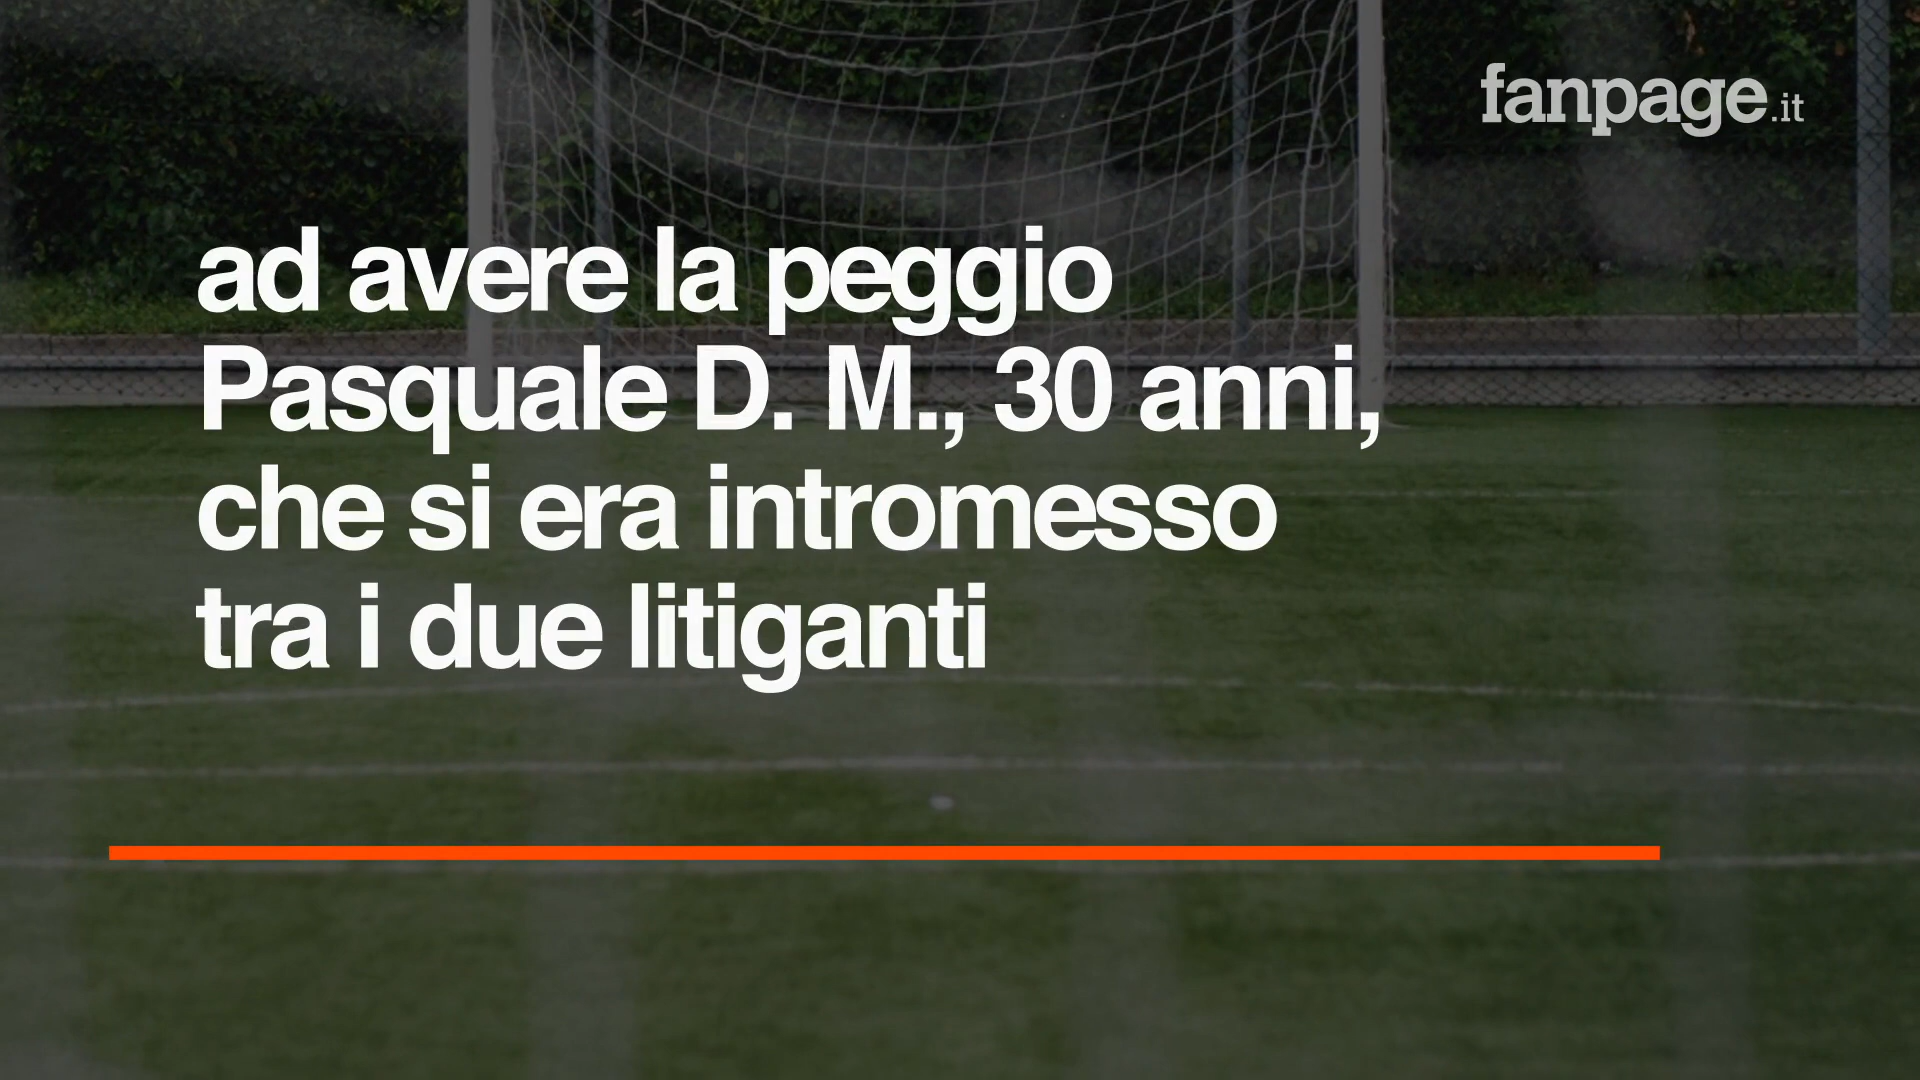 fanpage.it
ad avere la peggio
Pasquale D. M., 30 anni,
che si era intromesso
tra i due litiganti